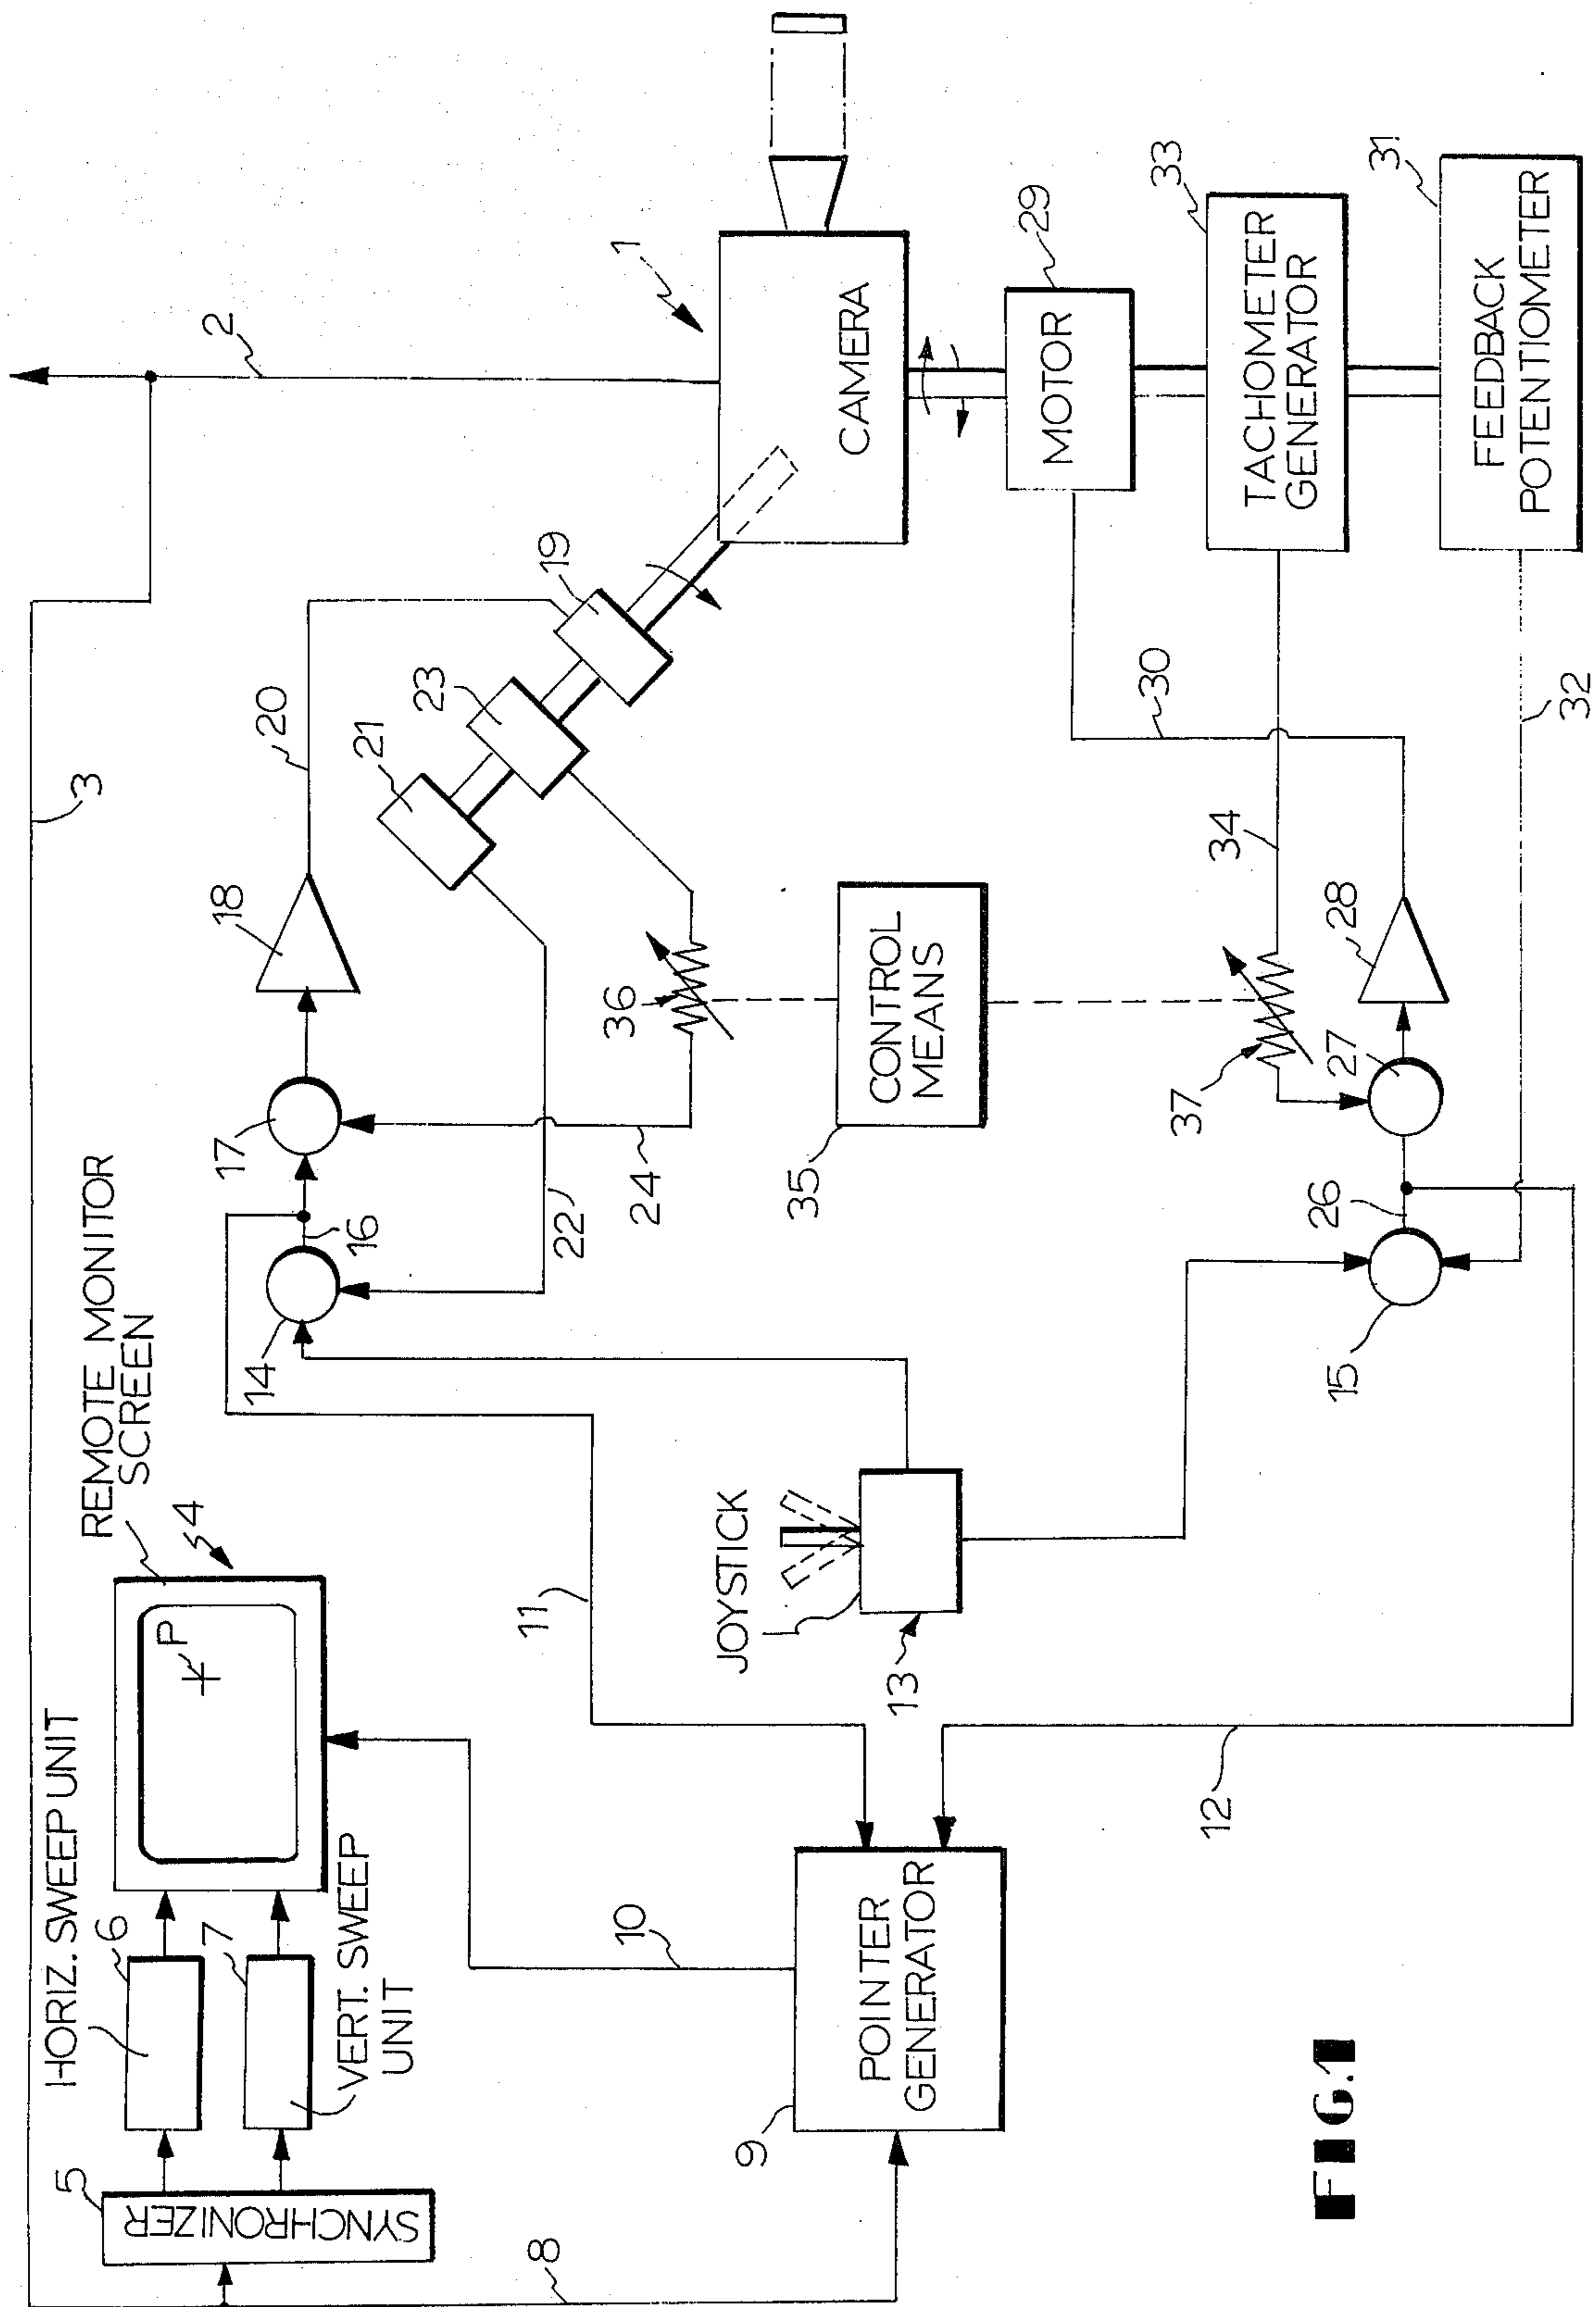 3
2
HORIZ. SWEEP UNIT
REMOTE MONITOR
SCREEN
4
P
5
SYNCHRONIZER
6
7
VERT. SWEEP
UNIT
8
9
POINTER
GENERATOR
10
11
12
JOYSTICK
13
14
16
17
18
20
22
24
21
23
19
1
CAMERA
36
35
CONTROL
MEANS
29
MOTOR
30
33
TACHOMETER
GENERATOR
31
FEEDBACK
POTENTIOMETER
15
26
27
28
37
34
32
FIG.1